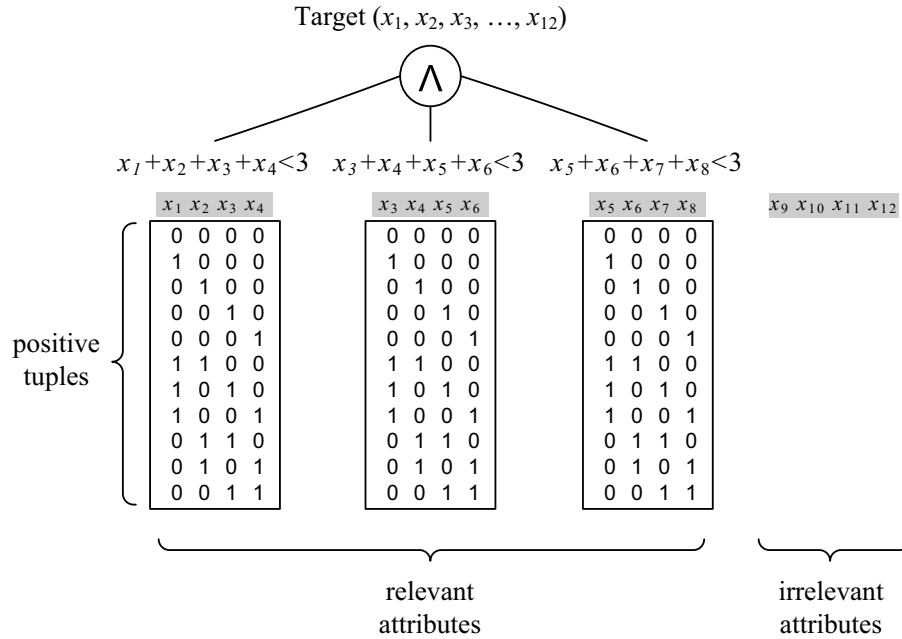 Target (x1, x2, x3, …, x12)
Λ
x1+x2+x3+x4<3 x3+x4+x5+x6<3 x5+x6+x7+x8<3
x1 x2 x3 x4 x3 x4 x5 x6 x5 x6 x7 x8 x9 x10 x11 x12
0 0 0 0 0 0 0 0 0 0 0 0
1 0 0 0 1 0 0 0 1 0 0 0
0 1 0 0 0 1 0 0 0 1 0 0
0 0 1 0 0 0 1 0 0 0 1 0
0 0 0 1 0 0 0 1 0 0 0 1
1 1 0 0 1 1 0 0 1 1 0 0
1 0 1 0 1 0 1 0 1 0 1 0
1 0 0 1 1 0 0 1 1 0 0 1
0 1 1 0 0 1 1 0 0 1 1 0
0 1 0 1 0 1 0 1 0 1 0 1
0 0 1 1 0 0 1 1 0 0 1 1
positive
tuples
relevant
attributes
irrelevant
attributes